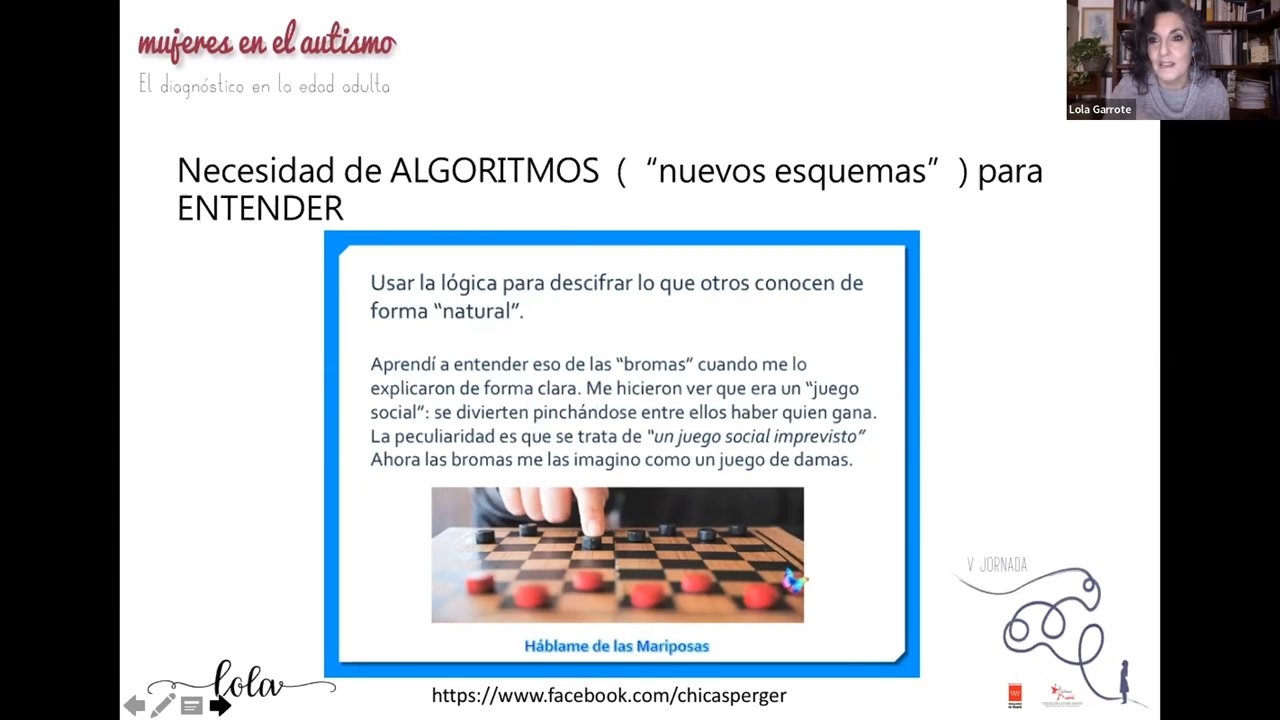 mujeres en el autismo
El diagnóstico en la edad adulta
Lola Garrote
Necesidad de ALGORITMOS ( “nuevos esquemas” ) para
ENTENDER
Usar la lógica para descifrar lo que otros conocen de
forma “natural”.
Aprendí a entender eso de las “bromas” cuando me lo
explicaron de forma clara. Me hicieron ver que era un “juego
social”: se divierten pinchándose entre ellos haber quien gana.
La peculiaridad es que se trata de “un juego social imprevisto”
Ahora las bromas me las imagino como un juego de damas.
Háblame de las Mariposas
V JORNADA
lola
https://www.facebook.com/chicasperger